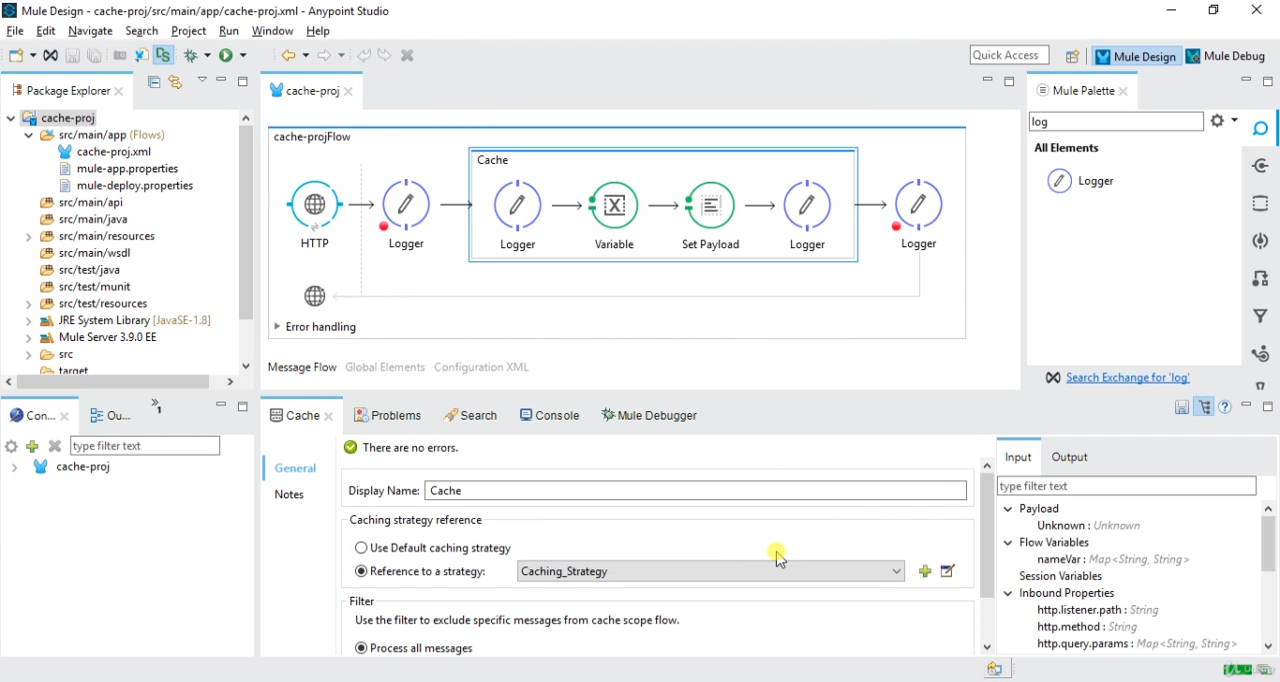 Mule Design - cache-proj/src/main/app/cache-proj.xml - Anypoint Studio
File Edit Navigate Search Project Run Window Help
Quick Access
Mule Design
Mule Debug
Package Explorer
cache-proj
src/main/app (Flows)
cache-proj.xml
mule-app.properties
mule-deploy.properties
src/main/api
src/main/java
src/main/resources
src/main/wsdl
src/test/java
src/test/munit
src/test/resources
JRE System Library [JavaSE-1.8]
Mule Server 3.9.0 EE
src
target
cache-proj
cache-projFlow
Cache
HTTP
Logger
Logger
Variable
Set Payload
Logger
Logger
Error handling
Message Flow Global Elements Configuration XML
Mule Palette
log
All Elements
Logger
Search Exchange for 'log'
Con...
Ou...
1
type filter text
cache-proj
Cache
Problems
Search
Console
Mule Debugger
General
Notes
There are no errors.
Display Name: Cache
Caching strategy reference
Use Default caching strategy
Reference to a strategy: Caching_Strategy
Filter
Use the filter to exclude specific messages from cache scope flow.
Process all messages
Input Output
type filter text
Payload
Unknown : Unknown
Flow Variables
nameVar : Map<String, String>
Session Variables
Inbound Properties
http.listener.path : String
http.method : String
http.query.params : Map<String, String>